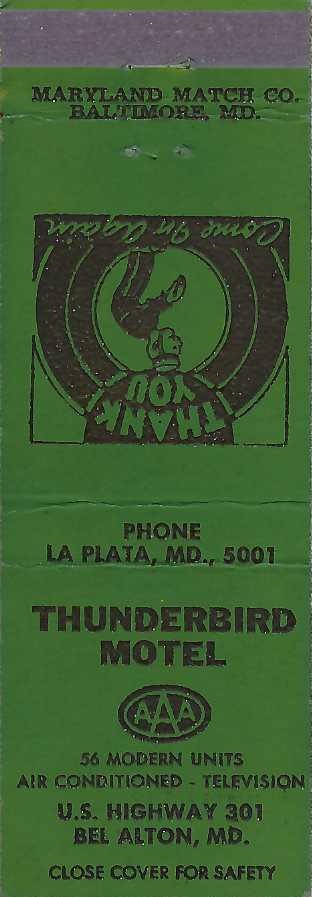 MARYLAND MATCH CO.
BALTIMORE, MD.
THANK
YOU
Come In Again
PHONE
LA PLATA, MD., 5001
THUNDERBIRD
MOTEL
AAA
56 MODERN UNITS
AIR CONDITIONED - TELEVISION
U.S. HIGHWAY 301
BEL ALTON, MD.
CLOSE COVER FOR SAFETY